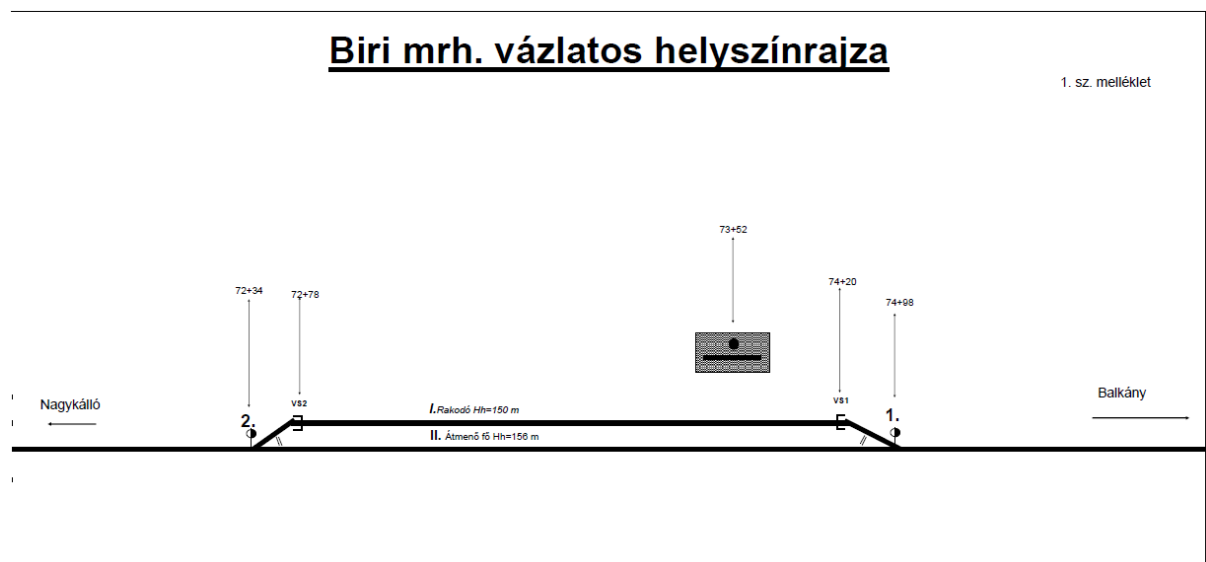 Biri mrh. vázlatos helyszínrajza
1. sz. melléklet
73+52
72+34
72+78
74+20
74+98
Nagykálló
Balkány
VS2
VS1
2.
I.Rakodó Hh=150 m
1.
II. Átmenő fő Hh=156 m